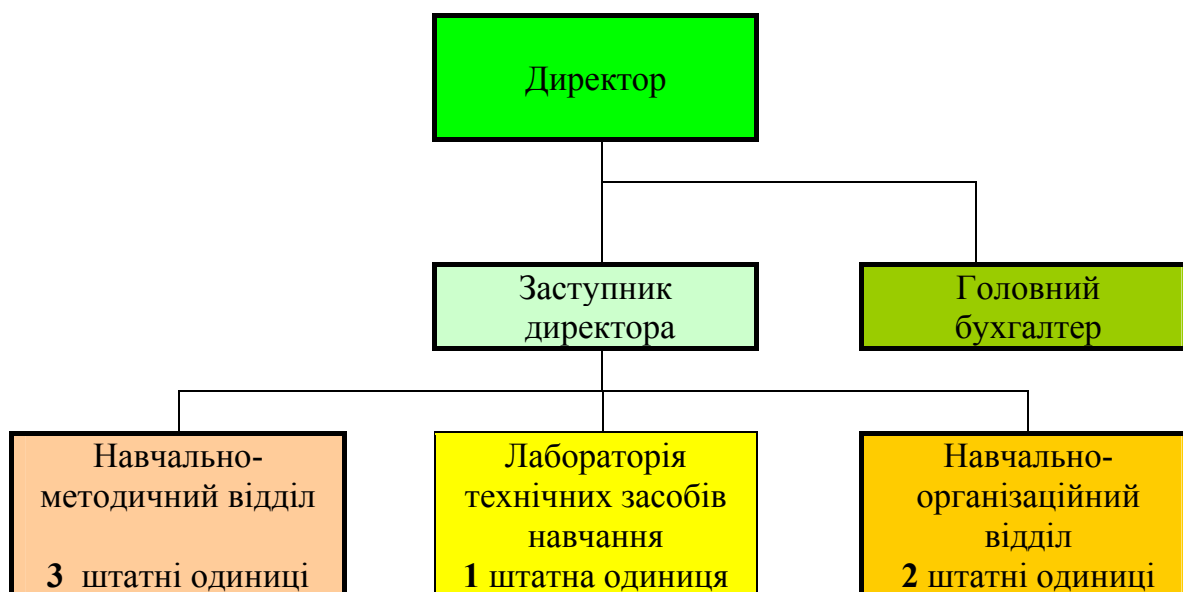 Директор
Заступник
директора
Головний
бухгалтер
Навчально-
методичний відділ
3 штатні одиниці
Лабораторія
технічних засобів
навчання
1 штатна одиниця
Навчально-
організаційний
відділ
2 штатні одиниці